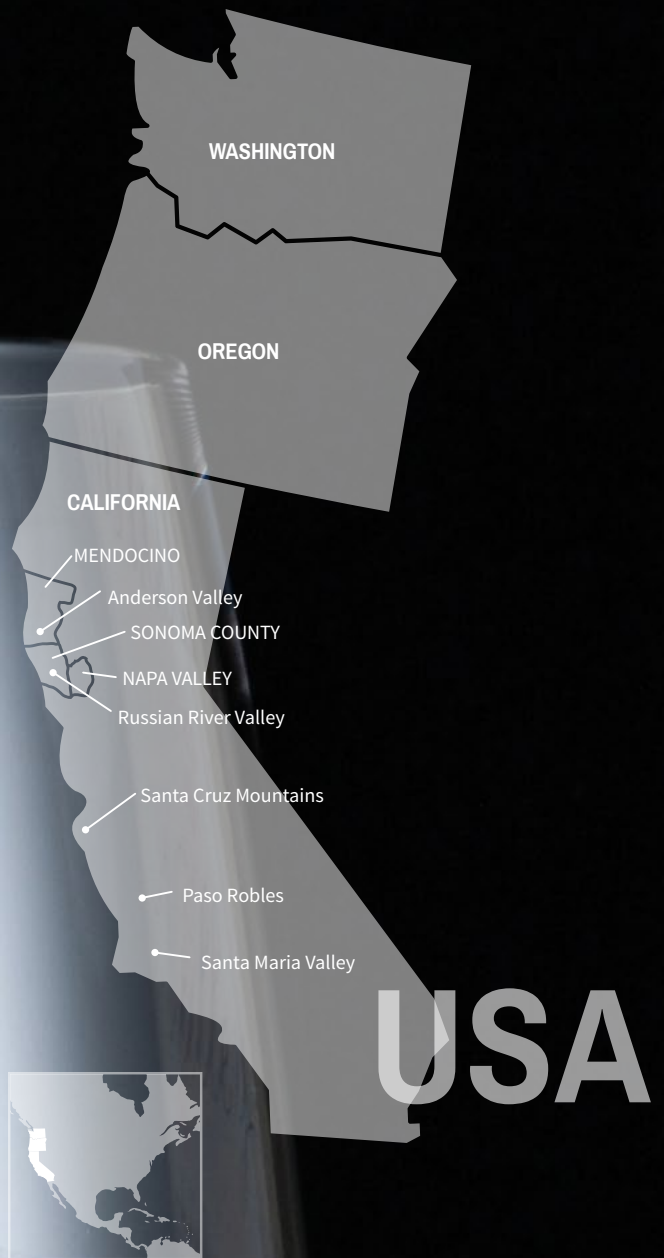 WASHINGTON
OREGON
CALIFORNIA
MENDOCINO
Anderson Valley
SONOMA COUNTY
NAPA VALLEY
Russian River Valley
Santa Cruz Mountains
Paso Robles
Santa Maria Valley
USA